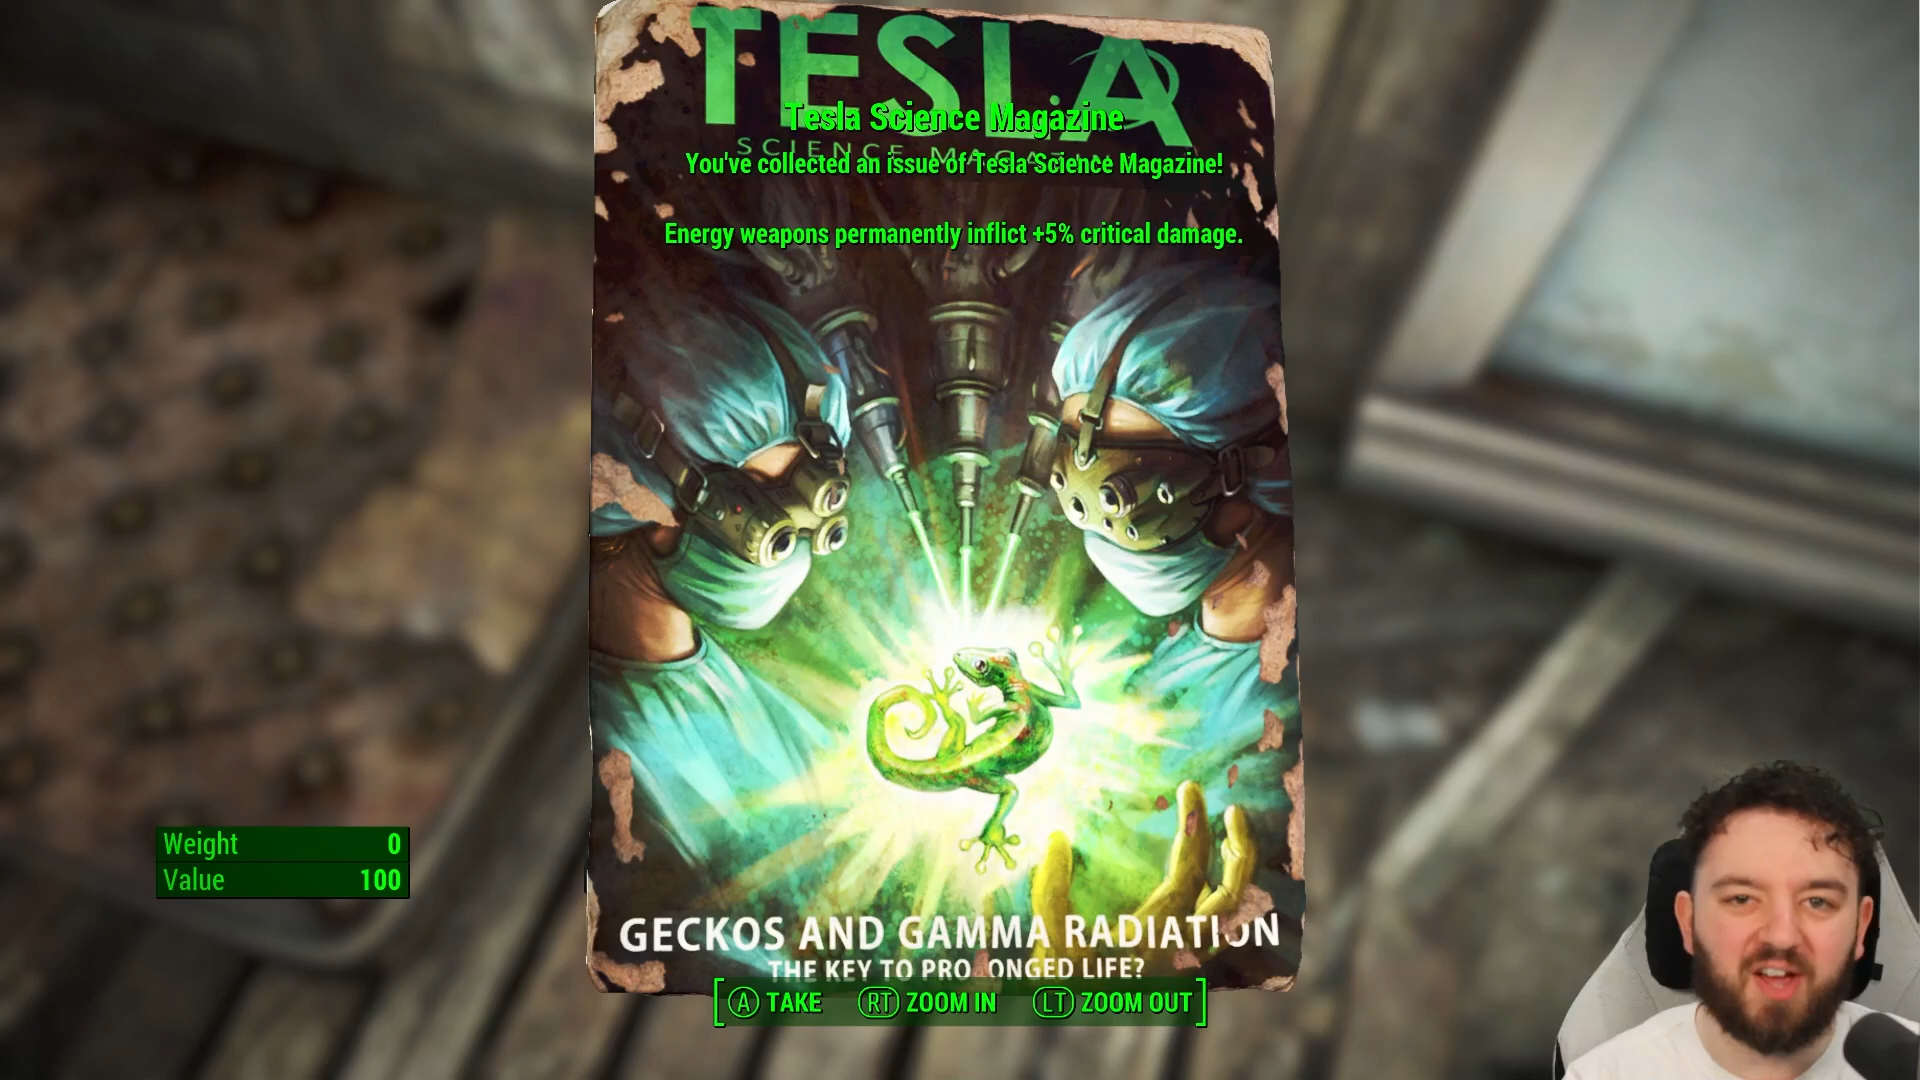 TESLA
Tesla Science Magazine
SCIENCE MAGAZINE
You've collected an issue of Tesla Science Magazine!
Energy weapons permanently inflict +5% critical damage.
Weight 0
Value 100
GECKOS AND GAMMA RADIATION
THE KEY TO PRO ONGED LIFE?
[ A TAKE RT ZOOM IN LT ZOOM OUT ]